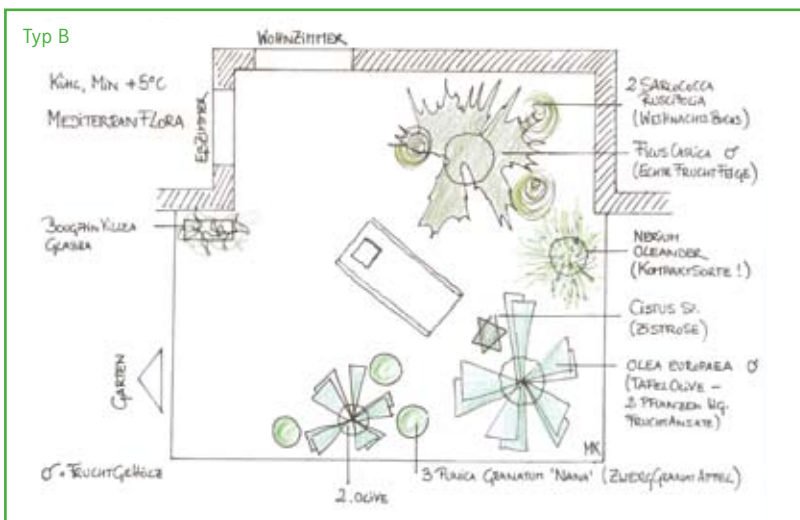 Typ B
WOHNZIMMER
KÜHL, MIN +5°C
MEDITERRAN FLORA
EẞZIMMER
2 SARCOCOCCA
RUSCIFOLIA
(WEIHNACHTSBUCHS)
FICUS CARICA ♂
(ECHTE FRUCHTFEIGE)
BOUGAINVILLEA
GLABRA
NERIUM
OLEANDER
(KOMPAKTSORTE!)
CISTUS SP.
(ZISTROSE)
OLEA EUROPAEA ♂
(TAFELOLIVE –
2 PFLANZEN WG.
FRUCHTANSATZ)
GARTEN
MK
♂ = FRUCHTGEHÖLZ
3 PUNICA GRANATUM 'NANA' (ZWERGGRANATAPFEL)
2. OLIVE